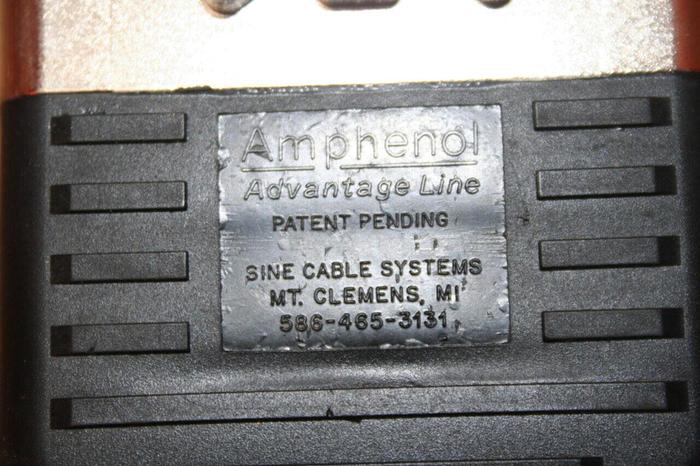 Amphenol
Advantage Line
PATENT PENDING
SINE CABLE SYSTEMS
MT. CLEMENS, MI
586-465-3131